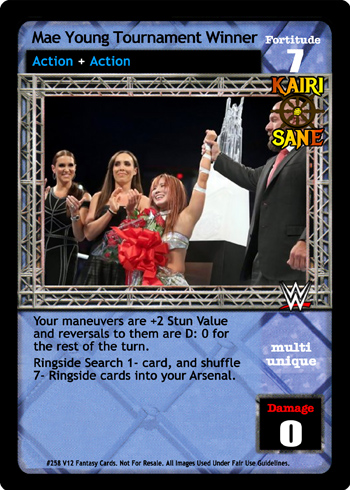 Mae Young Tournament Winner
Fortitude
7
Action + Action
KAIRI
SANE
W
Your maneuvers are +2 Stun Value
and reversals to them are D: 0 for
the rest of the turn.
Ringside Search 1- card, and shuffle
7- Ringside cards into your Arsenal.
multi
unique
Damage
0
#258 V12 Fantasy Cards. Not For Resale. All Images Used Under Fair Use Guidelines.